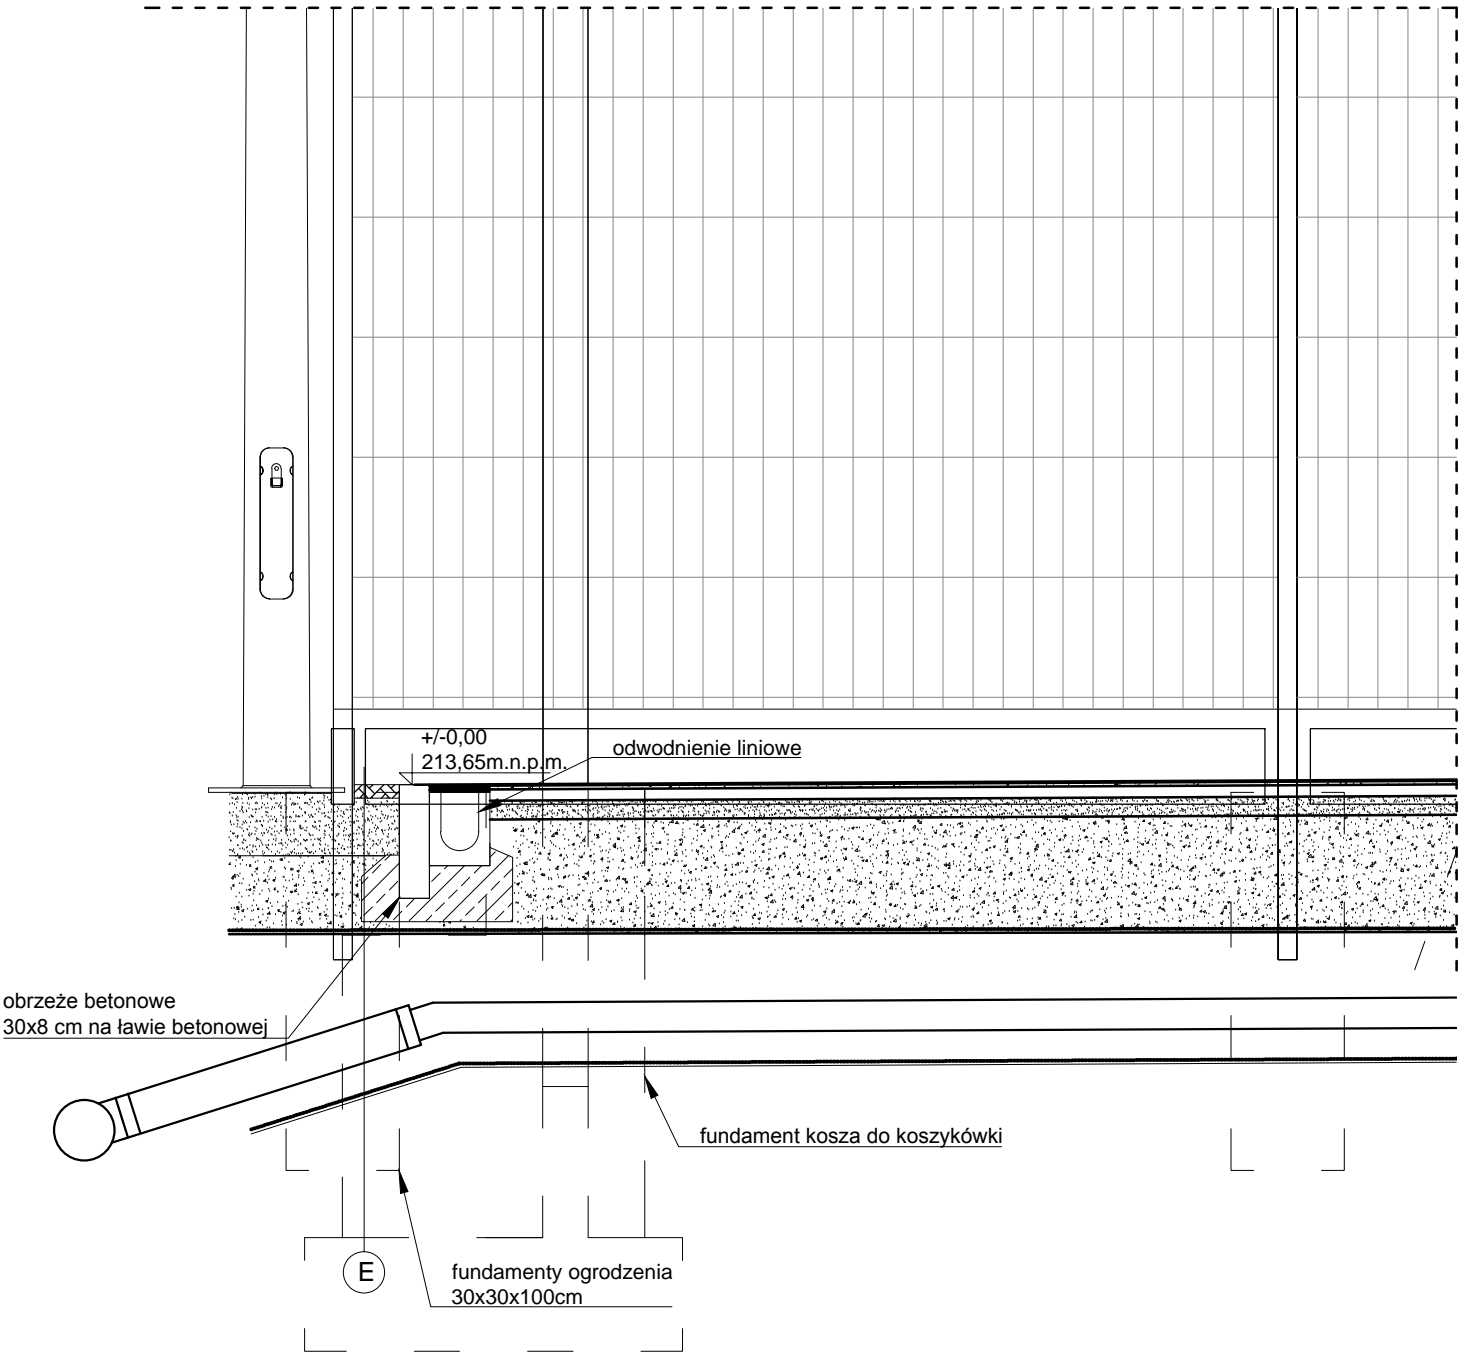 +/-0,00
213,65m.n.p.m.
odwodnienie liniowe
obrzeże betonowe
30x8 cm na ławie betonowej
fundament kosza do koszykówki
E
fundamenty ogrodzenia
30x30x100cm